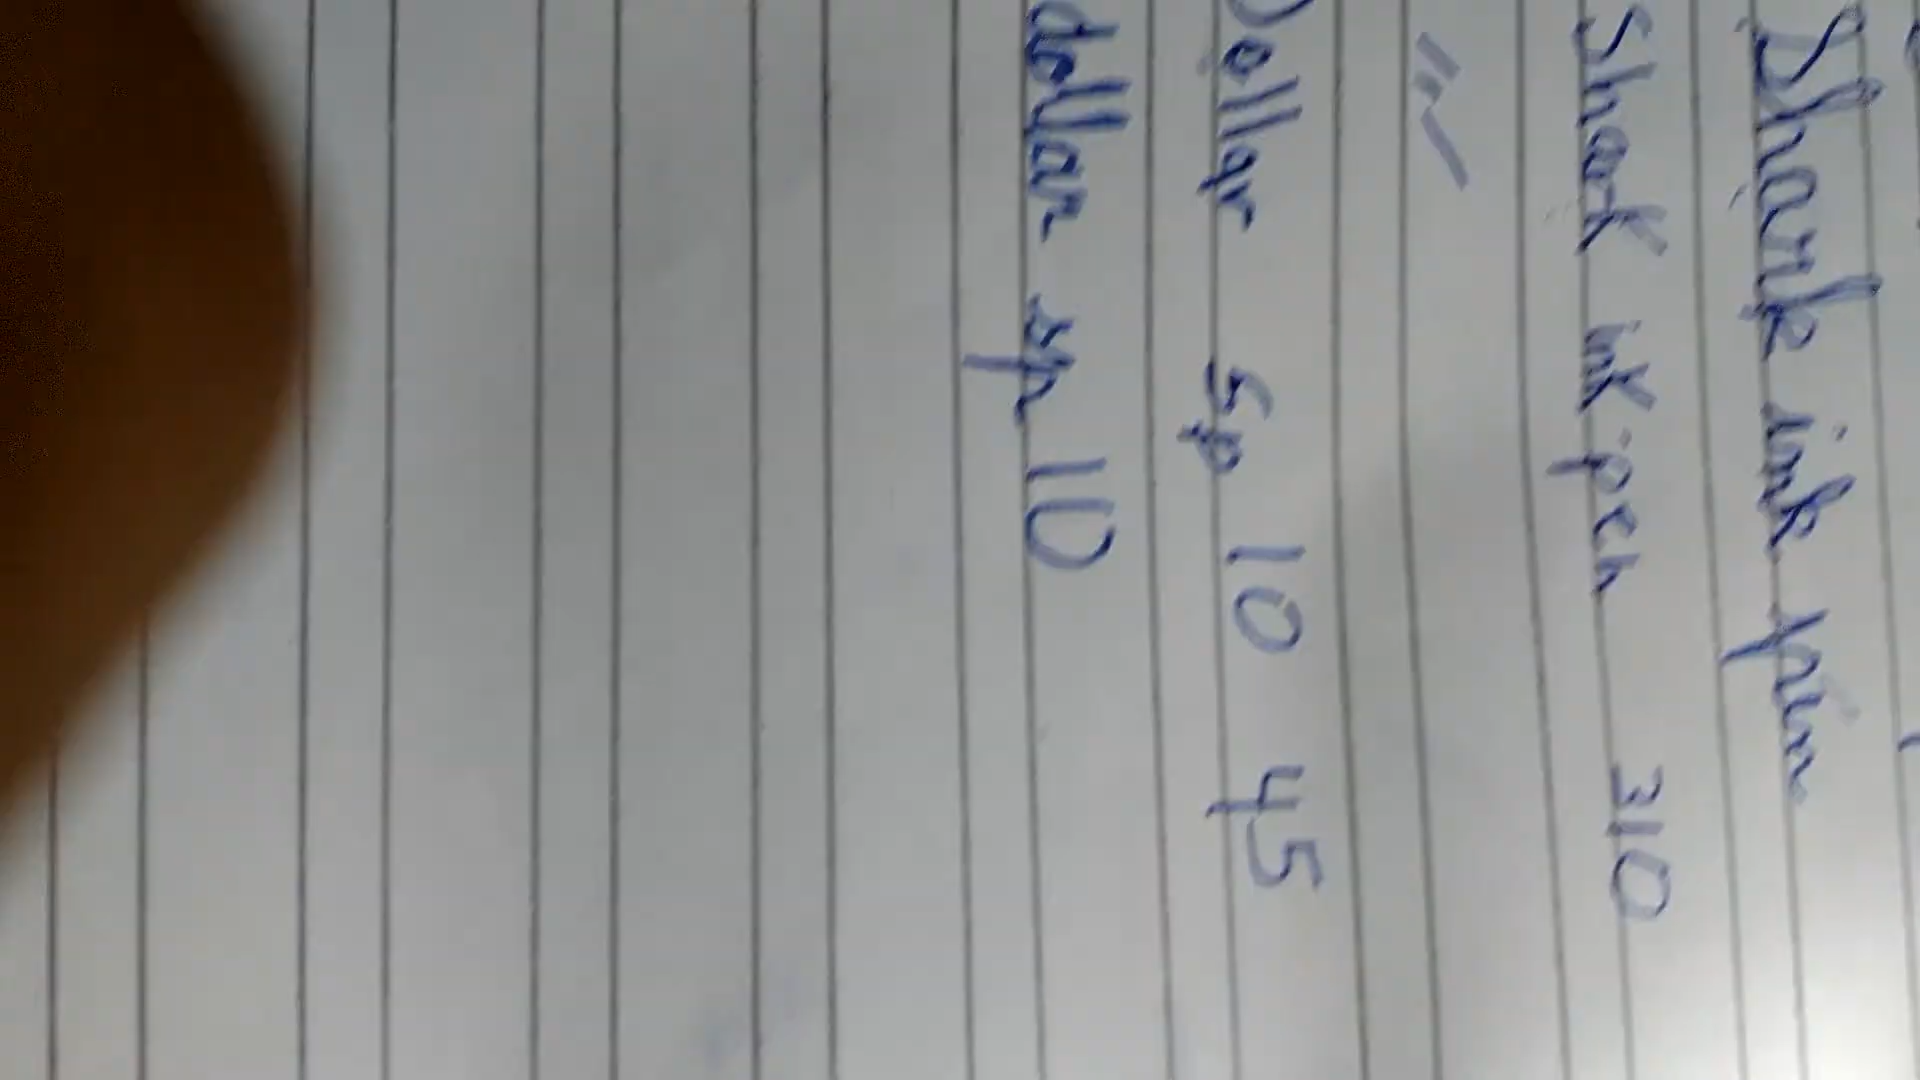 Shark ink pen
Shark ink pen 310
Dollar Sp 10 45
dollar sp 10